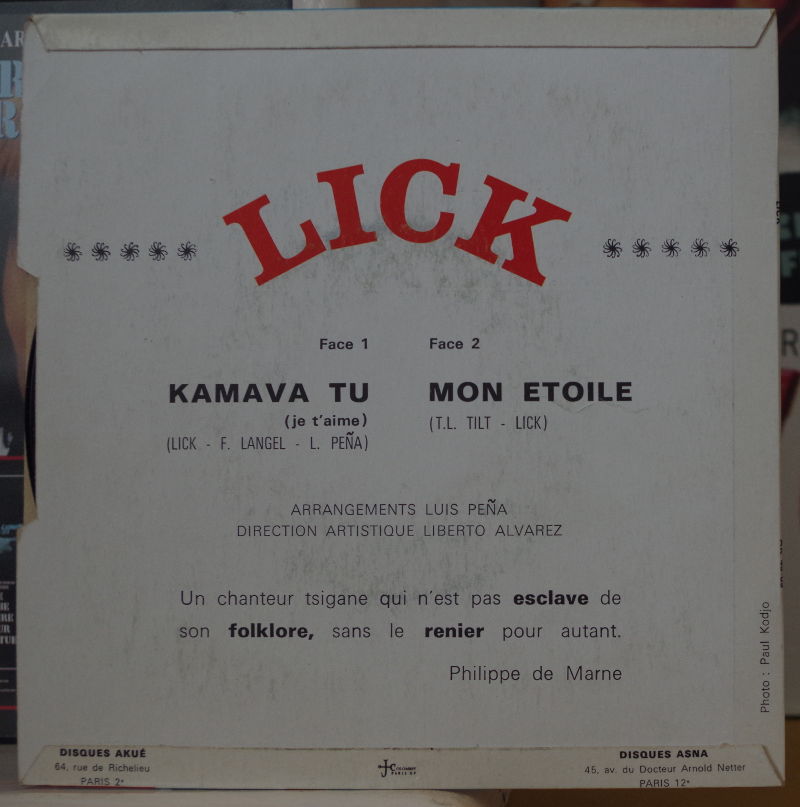 LICK
Face 1
KAMAVA TU
(je t'aime)
(LICK - F. LANGEL - L. PEÑA)
Face 2
MON ETOILE
(T.L. TILT - LICK)
ARRANGEMENTS LUIS PEÑA
DIRECTION ARTISTIQUE LIBERTO ALVAREZ
Un chanteur tsigane qui n'est pas esclave de
son folklore, sans le renier pour autant.
Philippe de Marne
Photo : Paul Kodjo
DISQUES AKUÉ
64, rue de Richelieu
PARIS 2e
DISQUES ASNA
45, av. du Docteur Arnold Netter
PARIS 12e